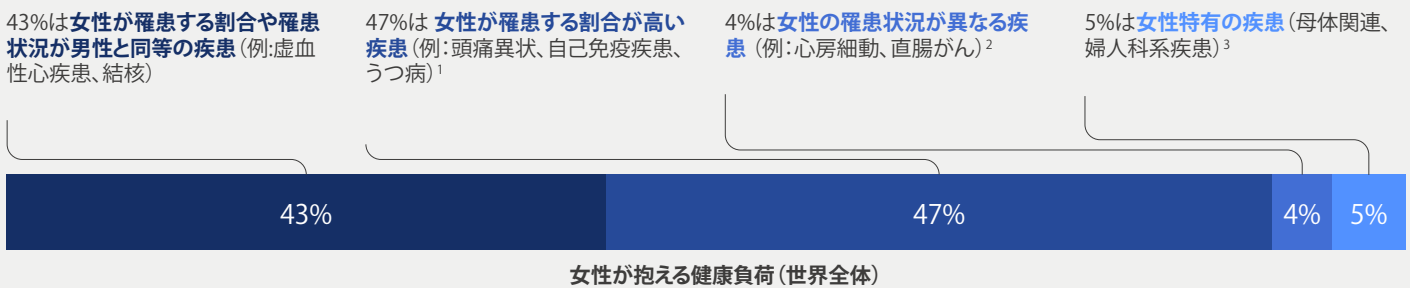 43%は女性が罹患する割合や罹患
状況が男性と同等の疾患(例:虚血
性心疾患、結核)
47%は 女性が罹患する割合が高い
疾患(例：頭痛異状、自己免疫疾患、
うつ病)¹
4%は女性の罹患状況が異なる疾
患 (例：心房細動、直腸がん)²
5%は女性特有の疾患(母体関連、
婦人科系疾患)³
43%
47%
4%
5%
女性が抱える健康負荷(世界全体)